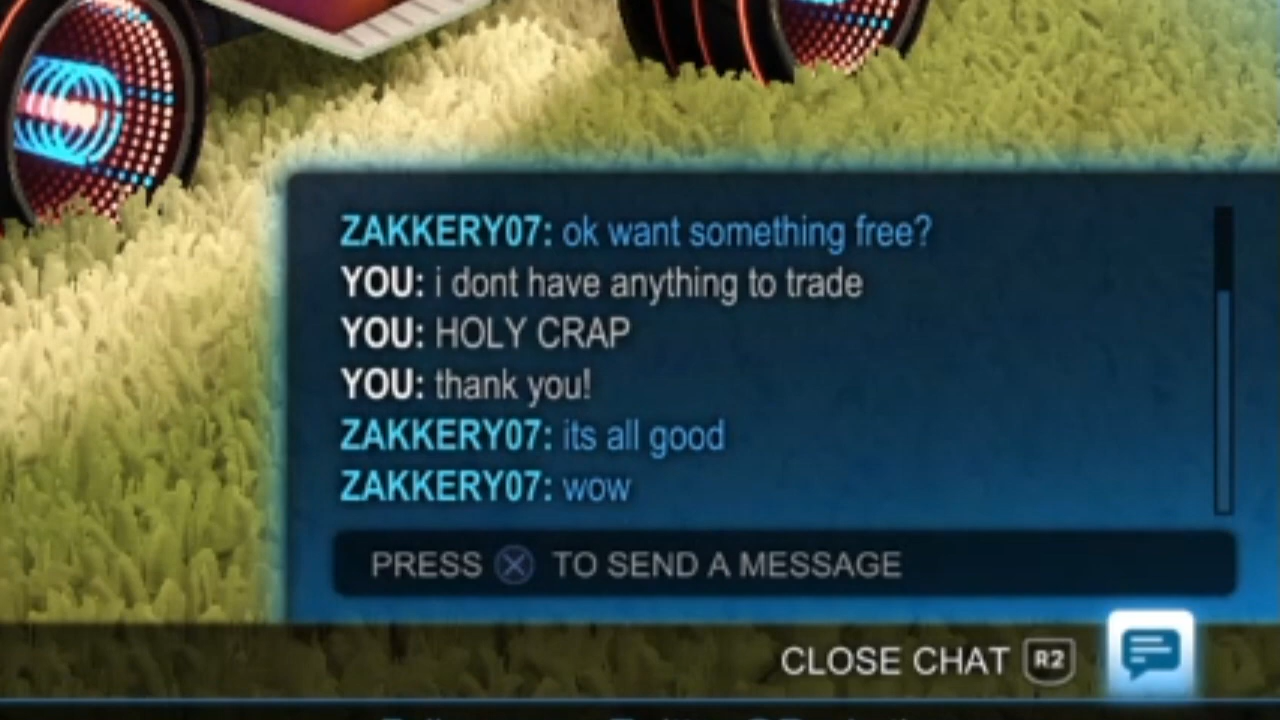 ZAKKERY07: ok want something free?
YOU: i dont have anything to trade
YOU: HOLY CRAP
YOU: thank you!
ZAKKERY07: its all good
ZAKKERY07: wow
PRESS TO SEND A MESSAGE
CLOSE CHAT R2